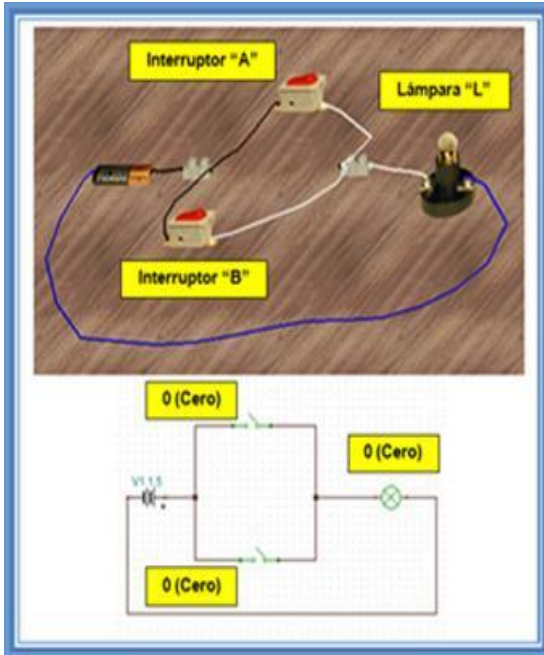 Interruptor “A”
Lámpara “L”
Interruptor “B”
0 (Cero)
0 (Cero)
V1 1,5
0 (Cero)